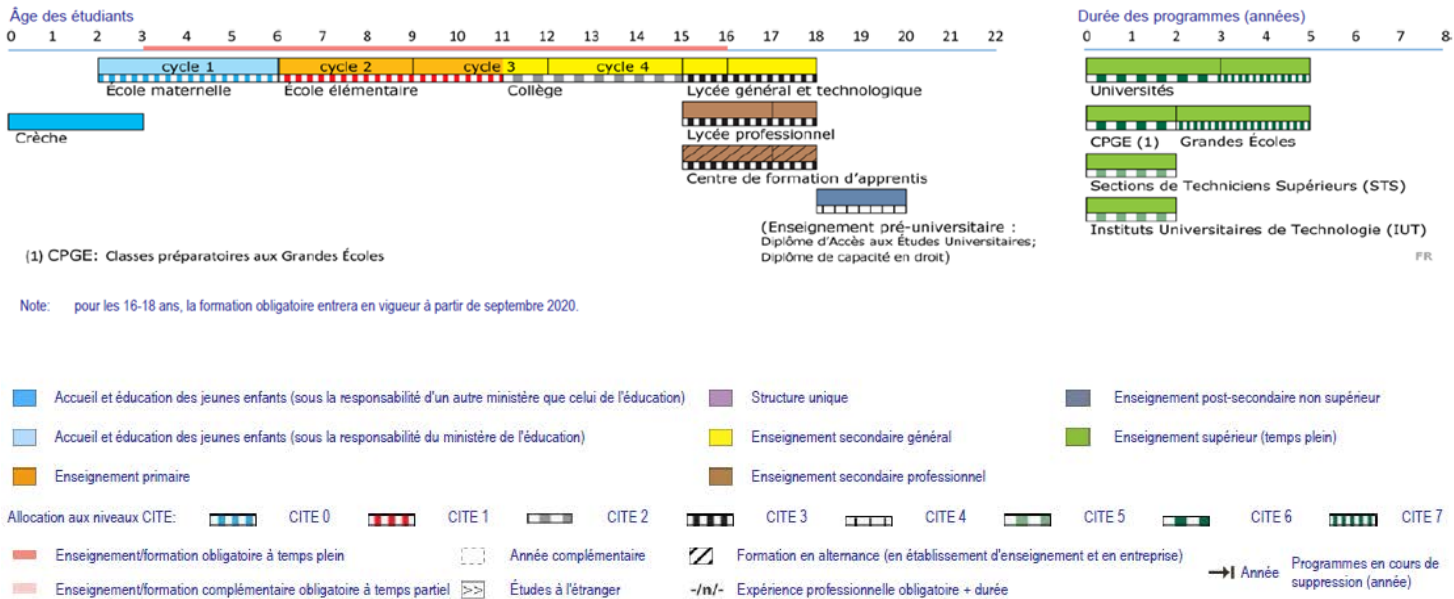 Âge des étudiants
Durée des programmes (années)
0 1 2 3 4 5 6 7 8 9 10 11 12 13 14 15 16 17 18 19 20 21 22
0 1 2 3 4 5 6 7 8
cycle 1 cycle 2 cycle 3 cycle 4
École maternelle École élémentaire Collège Lycée général et technologique
Universités
Crèche
Lycée professionnel
CPGE (1) Grandes Écoles
Centre de formation d'apprentis
Sections de Techniciens Supérieurs (STS)
(Enseignement pré-universitaire :
Diplôme d'Accès aux Études Universitaires;
Diplôme de capacité en droit)
Instituts Universitaires de Technologie (IUT)
(1) CPGE: Classes préparatoires aux Grandes Écoles
FR
Note: pour les 16-18 ans, la formation obligatoire entrera en vigueur à partir de septembre 2020.
Accueil et éducation des jeunes enfants (sous la responsabilité d'un autre ministère que celui de l'éducation)
Structure unique
Enseignement post-secondaire non supérieur
Accueil et éducation des jeunes enfants (sous la responsabilité du ministère de l'éducation)
Enseignement secondaire général
Enseignement supérieur (temps plein)
Enseignement primaire
Enseignement secondaire professionnel
Allocation aux niveaux CITE: CITE 0 CITE 1 CITE 2 CITE 3 CITE 4 CITE 5 CITE 6 CITE 7
Enseignement/formation obligatoire à temps plein
Année complémentaire
Formation en alternance (en établissement d'enseignement et en entreprise)
Année Programmes en cours de
suppression (année)
Enseignement/formation complémentaire obligatoire à temps partiel
>> Études à l'étranger
-/n/- Expérience professionnelle obligatoire + durée